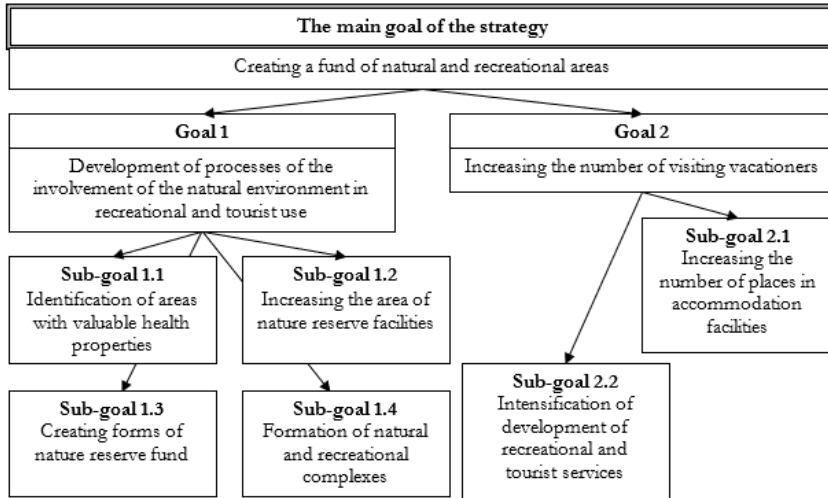 The main goal of the strategy
Creating a fund of natural and recreational areas
Goal 1
Development of processes of the
involvement of the natural environment in
recreational and tourist use
Goal 2
Increasing the number of visiting vacationers
Sub-goal 1.1
Identification of areas
with valuable health
properties
Sub-goal 1.2
Increasing the area of
nature reserve facilities
Sub-goal 2.1
Increasing the
number of places in
accommodation
facilities
Sub-goal 1.3
Creating forms of
nature reserve fund
Sub-goal 1.4
Formation of natural
and recreational
complexes
Sub-goal 2.2
Intensification of
development of
recreational and
tourist services